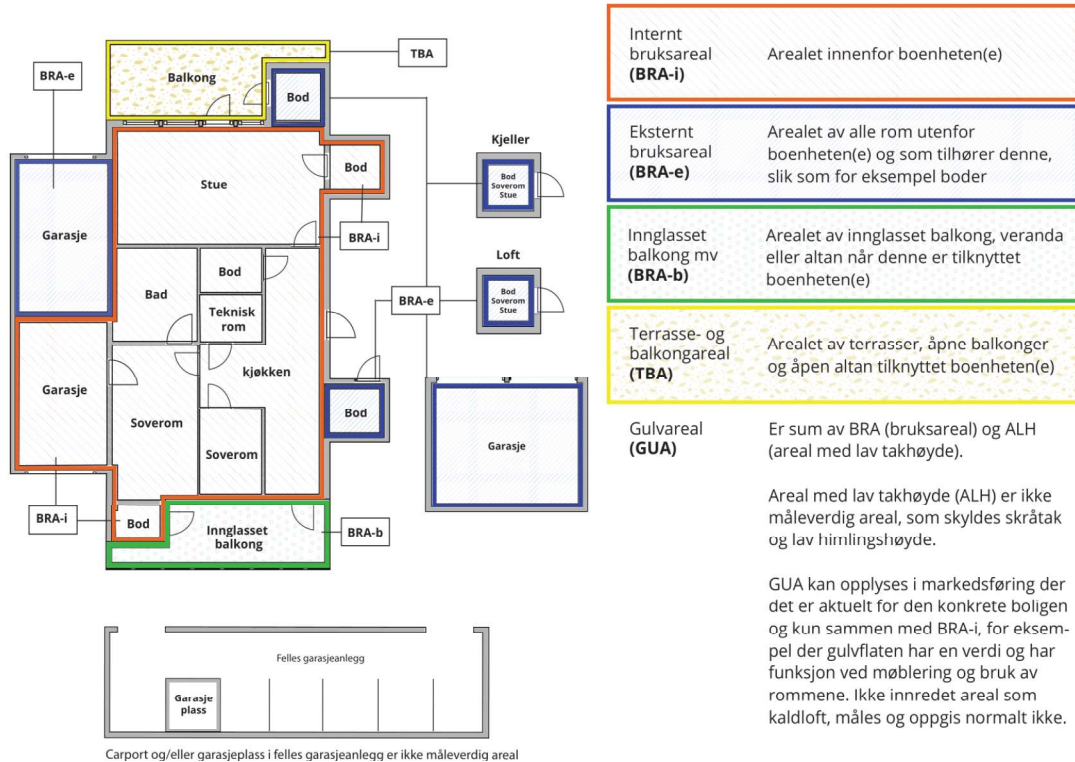 TBA
BRA-e
Balkong
Bod
Kjeller
Stue
Bod
Bod
Soverom
Stue
Garasje
BRA-i
Loft
Bod
Bad
Teknisk
rom
BRA-e
Bod
Soverom
Stue
Garasje
kjøkken
Soverom
Bod
Garasje
Soverom
BRA-i
Bod
Innglasset
balkong
BRA-b
Felles garasjeanlegg
Garasje
plass
Carport og/eller garasjeplass i felles garasjeanlegg er ikke måleverdig areal
Internt
bruksareal
(BRA-i)
Arealet innenfor boenheten(e)
Eksternt
bruksareal
(BRA-e)
Arealet av alle rom utenfor
boenheten(e) og som tilhører denne,
slik som for eksempel boder
Innglasset
balkong mv
(BRA-b)
Arealet av innglasset balkong, veranda
eller altan når denne er tilknyttet
boenheten(e)
Terrasse- og
balkongareal
(TBA)
Arealet av terrasser, åpne balkonger
og åpen altan tilknyttet boenheten(e)
Gulvareal
(GUA)
Er sum av BRA (bruksareal) og ALH
(areal med lav takhøyde).
Areal med lav takhøyde (ALH) er ikke
måleverdig areal, som skyldes skråtak
og lav himlingshøyde.
GUA kan opplyses i markedsføring der
det er aktuelt for den konkrete boligen
og kun sammen med BRA-i, for eksem-
pel der gulvflaten har en verdi og har
funksjon ved møblering og bruk av
rommene. Ikke innredet areal som
kaldloft, måles og oppgis normalt ikke.